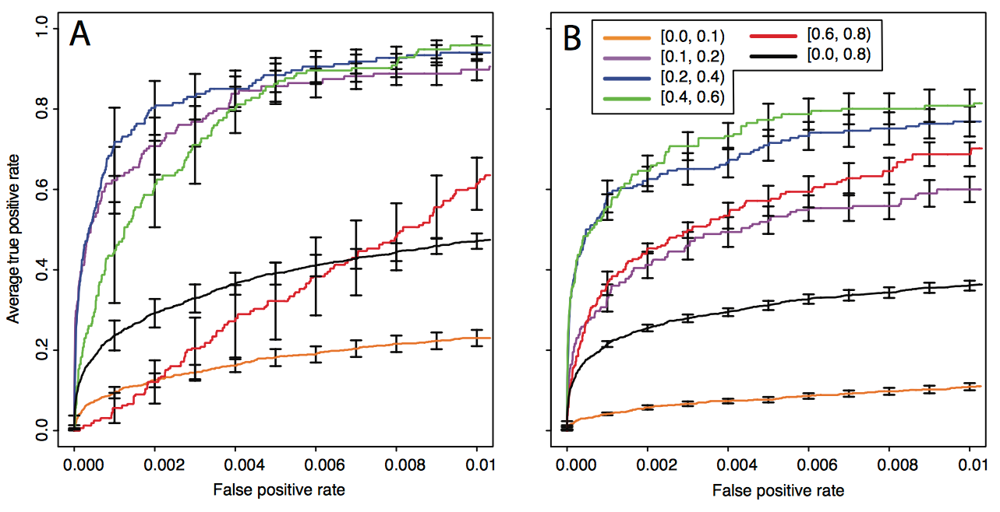 A
B
[0.0, 0.1)
[0.1, 0.2)
[0.2, 0.4)
[0.4, 0.6)
[0.6, 0.8)
[0.0, 0.8)
Average true positive rate
1.0
0.8
0.6
0.4
0.2
0.0
0.000 0.002 0.004 0.006 0.008 0.01
False positive rate
0.000 0.002 0.004 0.006 0.008 0.01
False positive rate